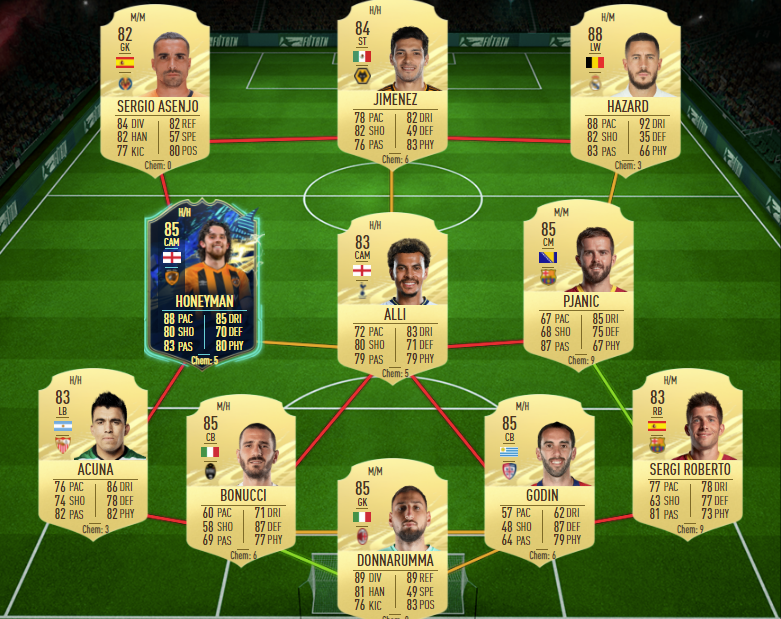 M/M
82
GK
SERGIO ASENJO
84 DIV 82 REF
82 HAN 57 SPE
77 KIC 80 POS
Chem: 0
H/H
84
ST
JIMENEZ
78 PAC 82 DRI
82 SHO 49 DEF
76 PAS 83 PHY
Chem: 6
H/M
88
LW
HAZARD
88 PAC 92 DRI
82 SHO 35 DEF
83 PAS 66 PHY
Chem: 3
H/H
85
CAM
HONEYMAN
88 PAC 85 DRI
80 SHO 70 DEF
83 PAS 80 PHY
Chem: 5
83
CAM
ALLI
72 PAC 83 DRI
80 SHO 71 DEF
79 PAS 79 PHY
Chem: 5
M/M
85
CM
PJANIC
67 PAC 85 DRI
68 SHO 75 DEF
87 PAS 67 PHY
Chem: 9
H/H
83
LB
ACUNA
76 PAC 86 DRI
74 SHO 78 DEF
82 PAS 82 PHY
Chem: 3
M/H
85
CB
BONUCCI
60 PAC 71 DRI
58 SHO 87 DEF
69 PAS 77 PHY
Chem: 6
M/M
85
GK
DONNARUMMA
89 DIV 89 REF
81 HAN 49 SPE
76 KIC 83 POS
M/H
85
CB
GODIN
57 PAC 62 DRI
48 SHO 87 DEF
64 PAS 79 PHY
Chem: 6
H/M
83
RB
SERGI ROBERTO
77 PAC 78 DRI
63 SHO 77 DEF
81 PAS 73 PHY
Chem: 9